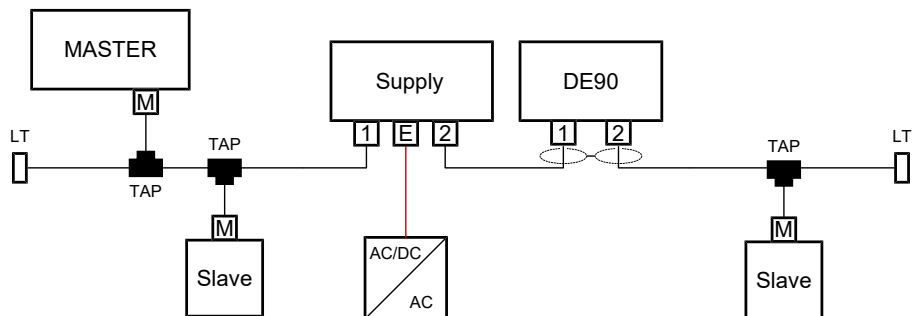 MASTER
M
LT
TAP
TAP
M
Slave
Supply
1 E 2
AC/DC
AC
DE90
1 2
TAP
M
Slave
LT